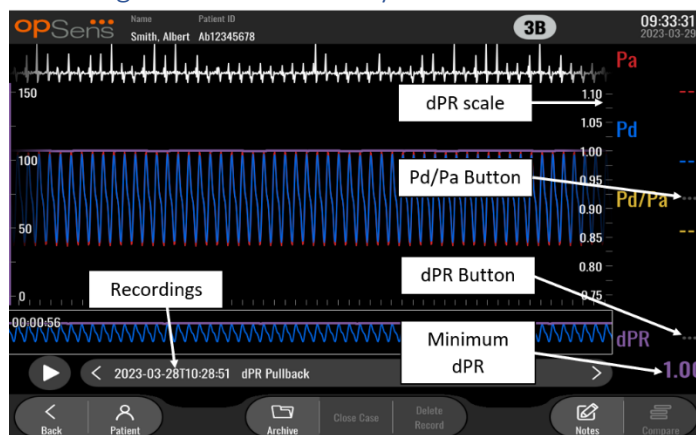 opSens
Name
Smith, Albert
Patient ID
Ab12345678
3B
09:33:31
2023-03-29
Pa
150
1.10
dPR scale
1.05
Pd
100
1.00
Pd/Pa Button
0.95
Pd/Pa
0.90
50
0.85
dPR Button
0.80
Recordings
0
0.75
00:00:56
dPR
Minimum
dPR
1.00
< 2023-03-28T10:28:51 dPR Pullback >
Back
Patient
Archive
Close Case
Delete
Record
Notes
Compare